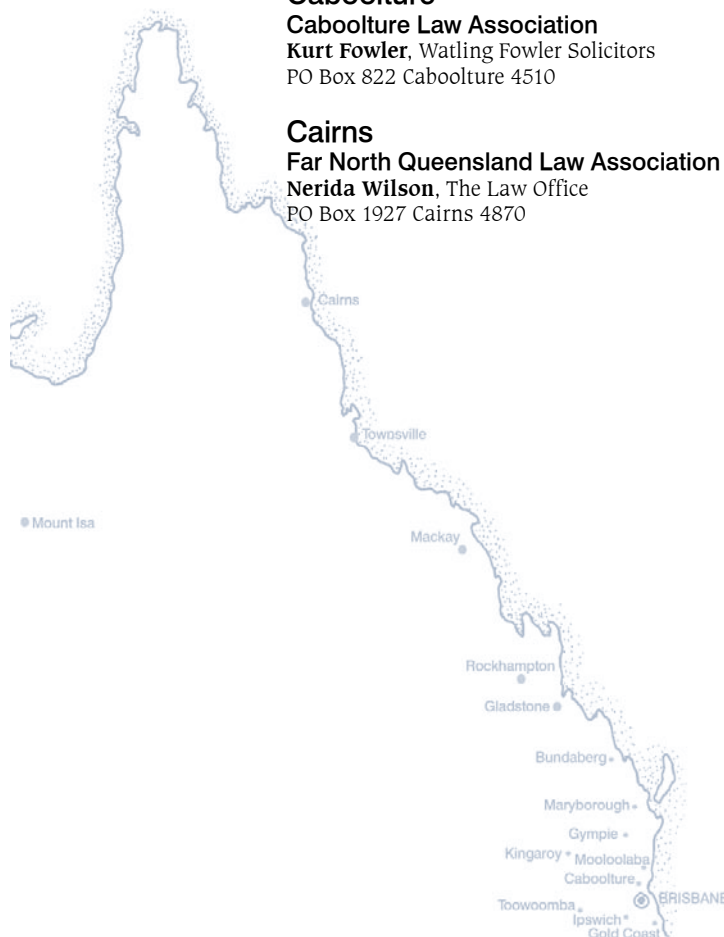 Caboolture
Caboolture Law Association
Kurt Fowler, Watling Fowler Solicitors
PO Box 822 Caboolture 4510
Cairns
Far North Queensland Law Association
Nerida Wilson, The Law Office
PO Box 1927 Cairns 4870
Cairns
Townsville
Mount Isa
Mackay
Rockhampton
Gladstone
Bundaberg
Maryborough
Gympie
Kingaroy
Mooloolaba
Caboolture
BRISBANE
Toowoomba
Ipswich
Gold Coast